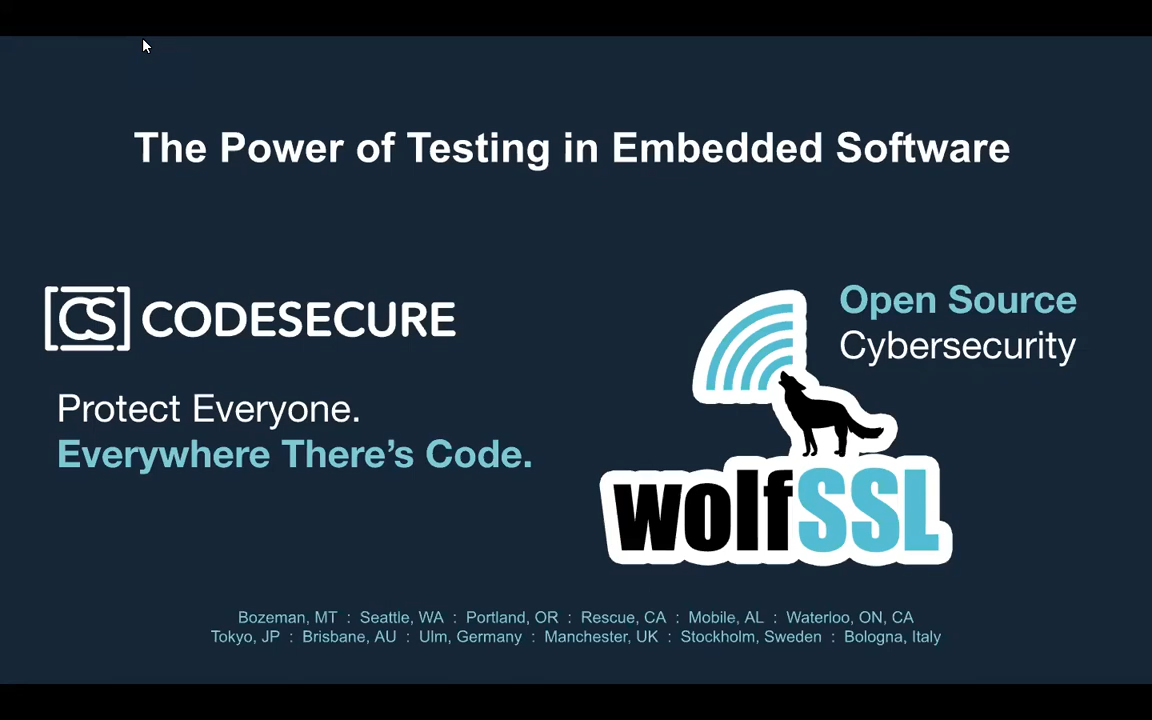 The Power of Testing in Embedded Software
[CS] CODESECURE
Protect Everyone.
Everywhere There’s Code.
Open Source
Cybersecurity
wolfSSL
Bozeman, MT : Seattle, WA : Portland, OR : Rescue, CA : Mobile, AL : Waterloo, ON, CA
Tokyo, JP : Brisbane, AU : Ulm, Germany : Manchester, UK : Stockholm, Sweden : Bologna, Italy